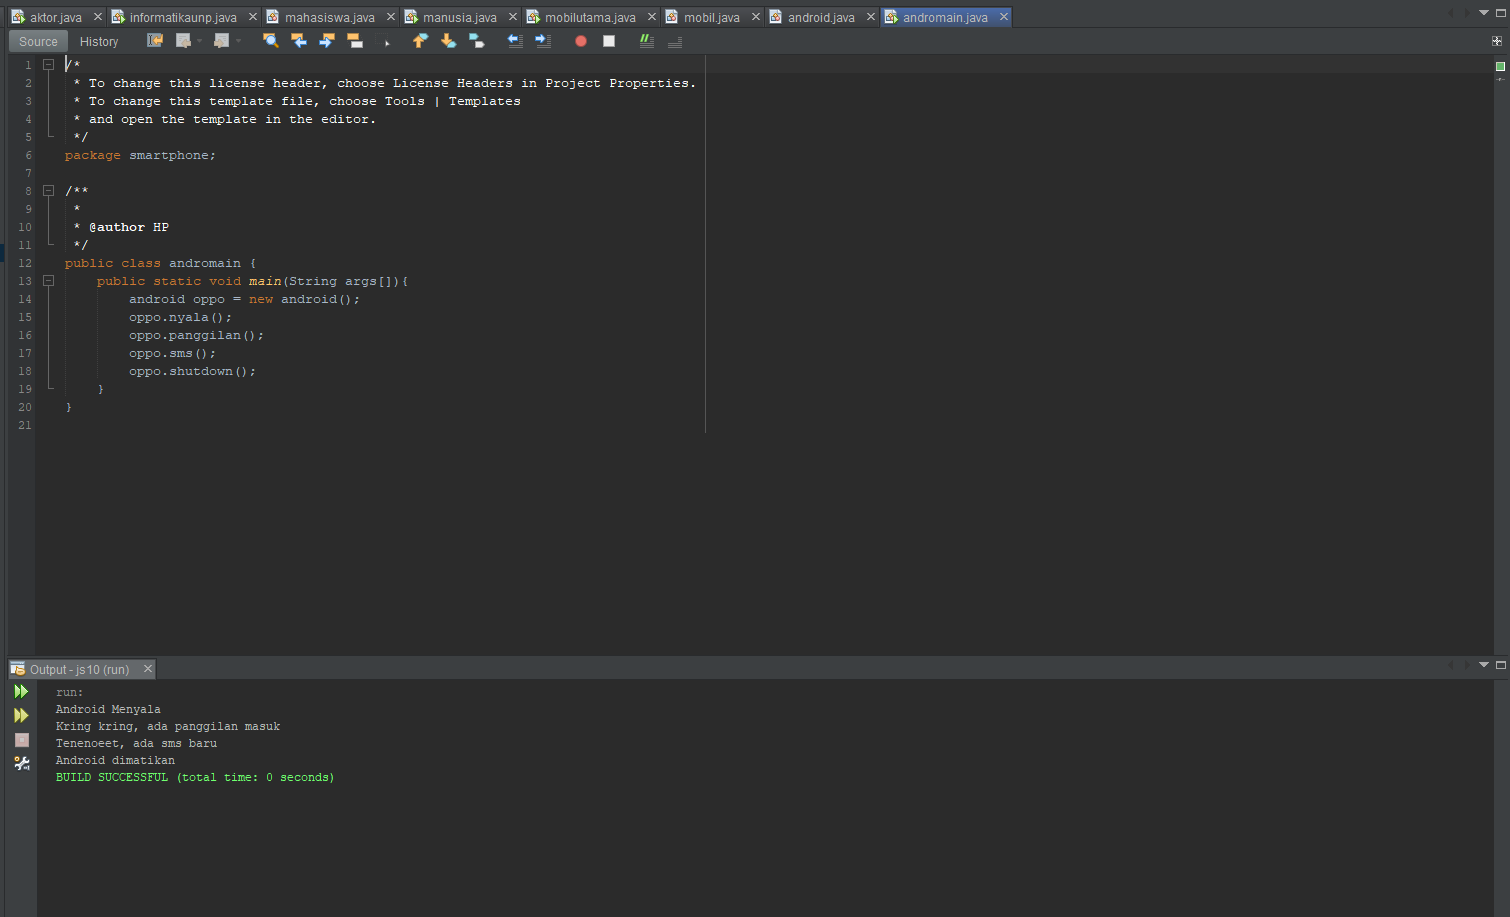 aktor.java informatikaunp.java mahasiswa.java manusia.java mobilutama.java mobil.java android.java andromain.java
Source History
1 /*
2 * To change this license header, choose License Headers in Project Properties.
3 * To change this template file, choose Tools | Templates
4 * and open the template in the editor.
5 */
6 package smartphone;
7
8 /**
9 *
10 * @author HP
11 */
12 public class andromain {
13 public static void main(String args[]){
14 android oppo = new android();
15 oppo.nyala();
16 oppo.panggilan();
17 oppo.sms();
18 oppo.shutdown();
19 }
20 }
21
Output - js10 (run)
run:
Android Menyala
Kring kring, ada panggilan masuk
Tenenoeet, ada sms baru
Android dimatikan
BUILD SUCCESSFUL (total time: 0 seconds)